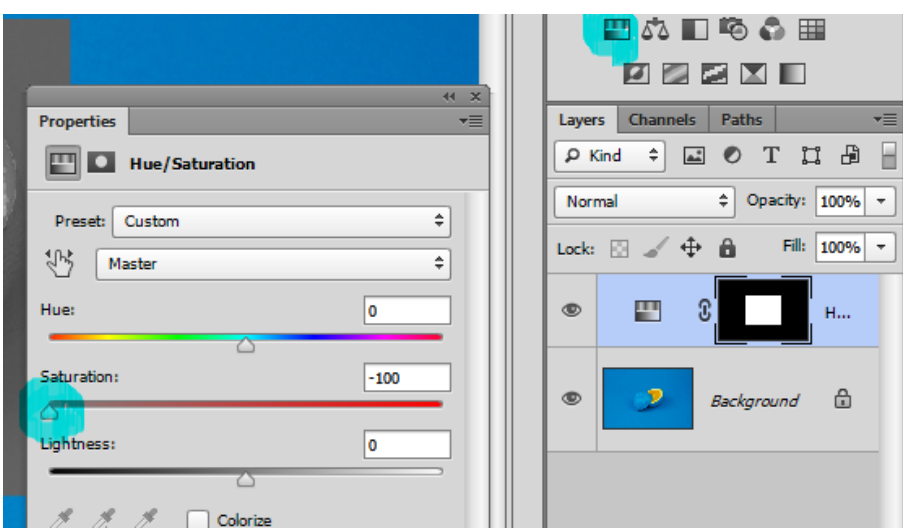 Properties
Hue/Saturation
Preset: Custom
Master
Hue: 0
Saturation: -100
Lightness: 0
Colorize
Layers Channels Paths
Kind T
Normal Opacity: 100%
Lock: Fill: 100%
H...
Background